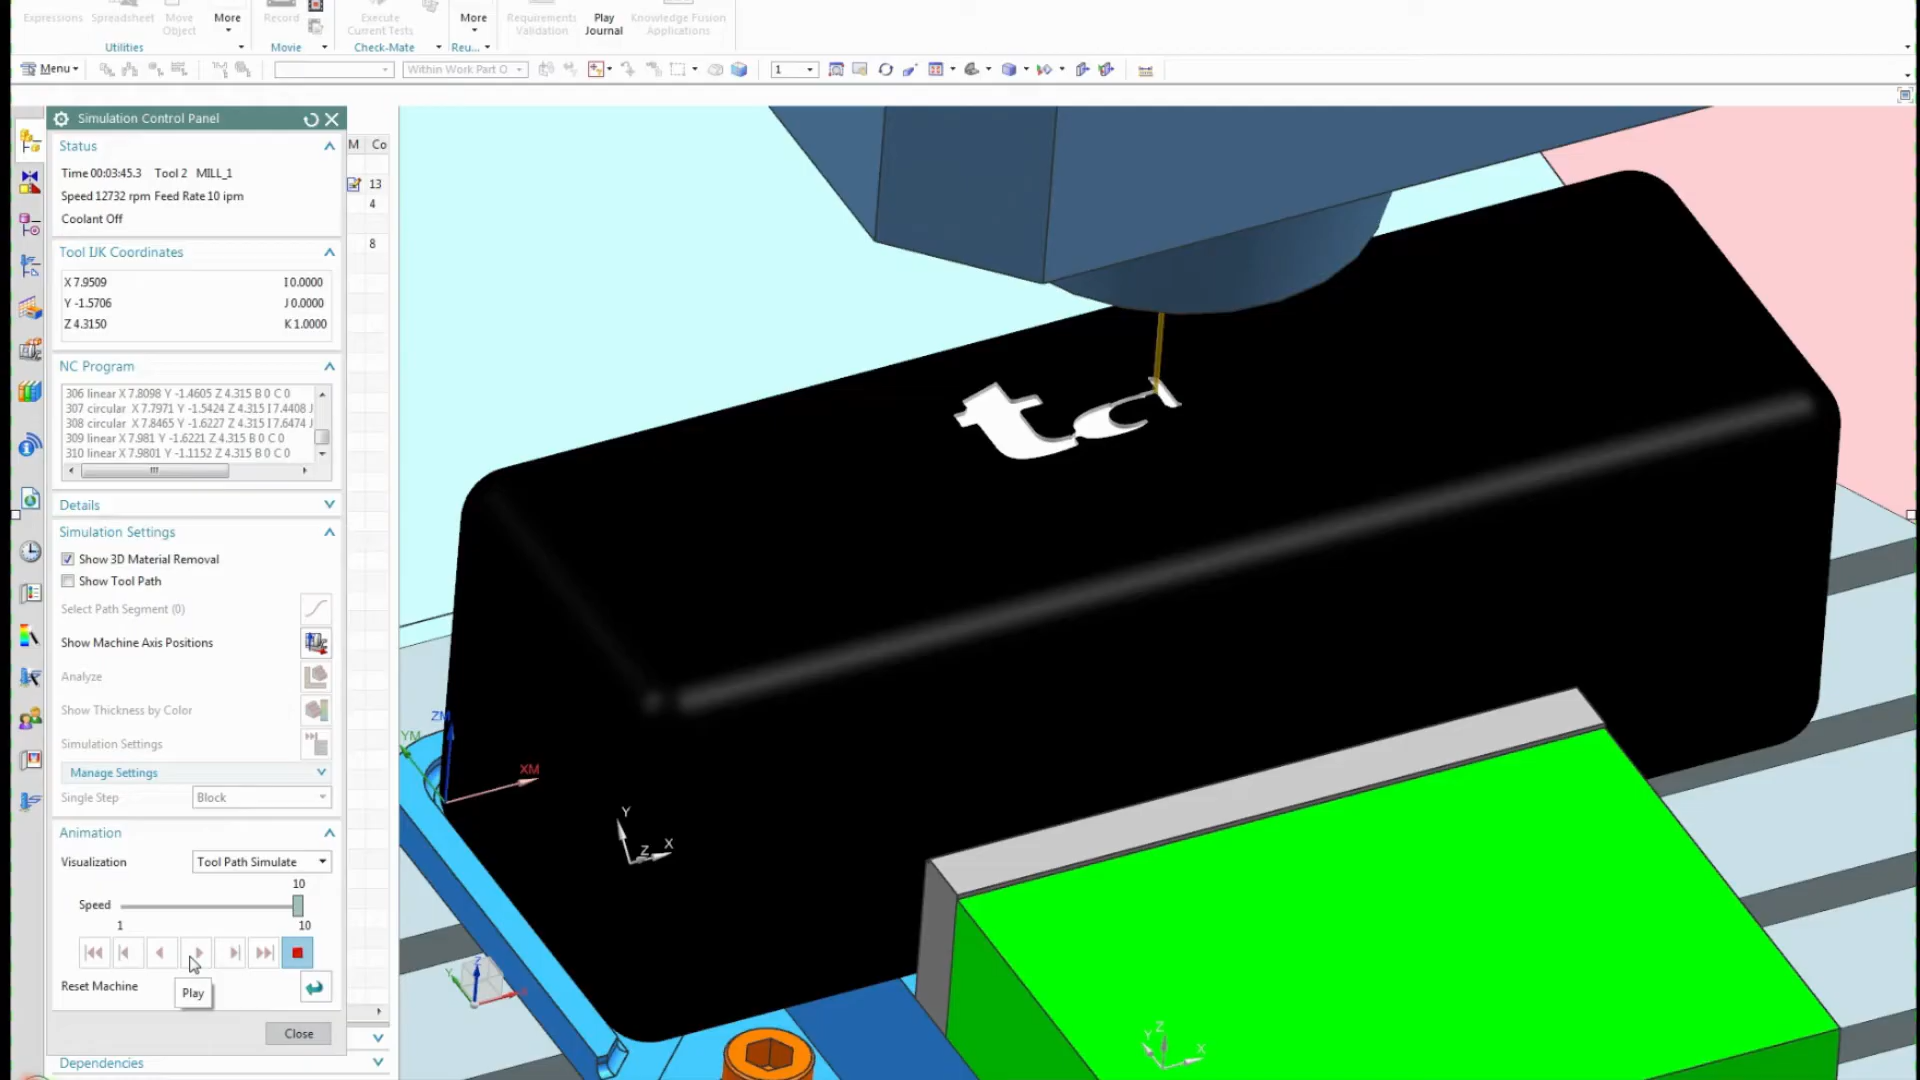 Expressions Spreadsheet Move Object More Record Execute Current Tests More Requirements Validation Play Journal Knowledge Fusion Applications
Utilities Movie Check-Mate Reu...
Menu Within Work Part O 1
Simulation Control Panel
M Co
Status
Time 00:03:45.3 Tool 2 MILL_1
13
Speed 12732 rpm Feed Rate 10 ipm
4
Coolant Off
8
Tool IJK Coordinates
X 7.9509 I 0.0000
Y -1.5706 J 0.0000
Z 4.3150 K 1.0000
NC Program
306 linear X 7.8098 Y -1.4605 Z 4.315 B 0 C 0
307 circular X 7.7971 Y -1.5424 Z 4.315 I 7.4408 J
308 circular X 7.8465 Y -1.6227 Z 4.315 I 7.6474 J
309 linear X 7.981 Y -1.6221 Z 4.315 B 0 C 0
310 linear X 7.9801 Y -1.1152 Z 4.315 B 0 C 0
Details
Simulation Settings
Show 3D Material Removal
Show Tool Path
Select Path Segment (0)
Show Machine Axis Positions
Analyze
Show Thickness by Color
Simulation Settings
Manage Settings
Single Step Block
Animation
Visualization Tool Path Simulate
10
Speed
1 10
Reset Machine
Play
Close
Dependencies
tc
ZM
YM
XM
Y
Z X
Z
Y
Z
Y
X